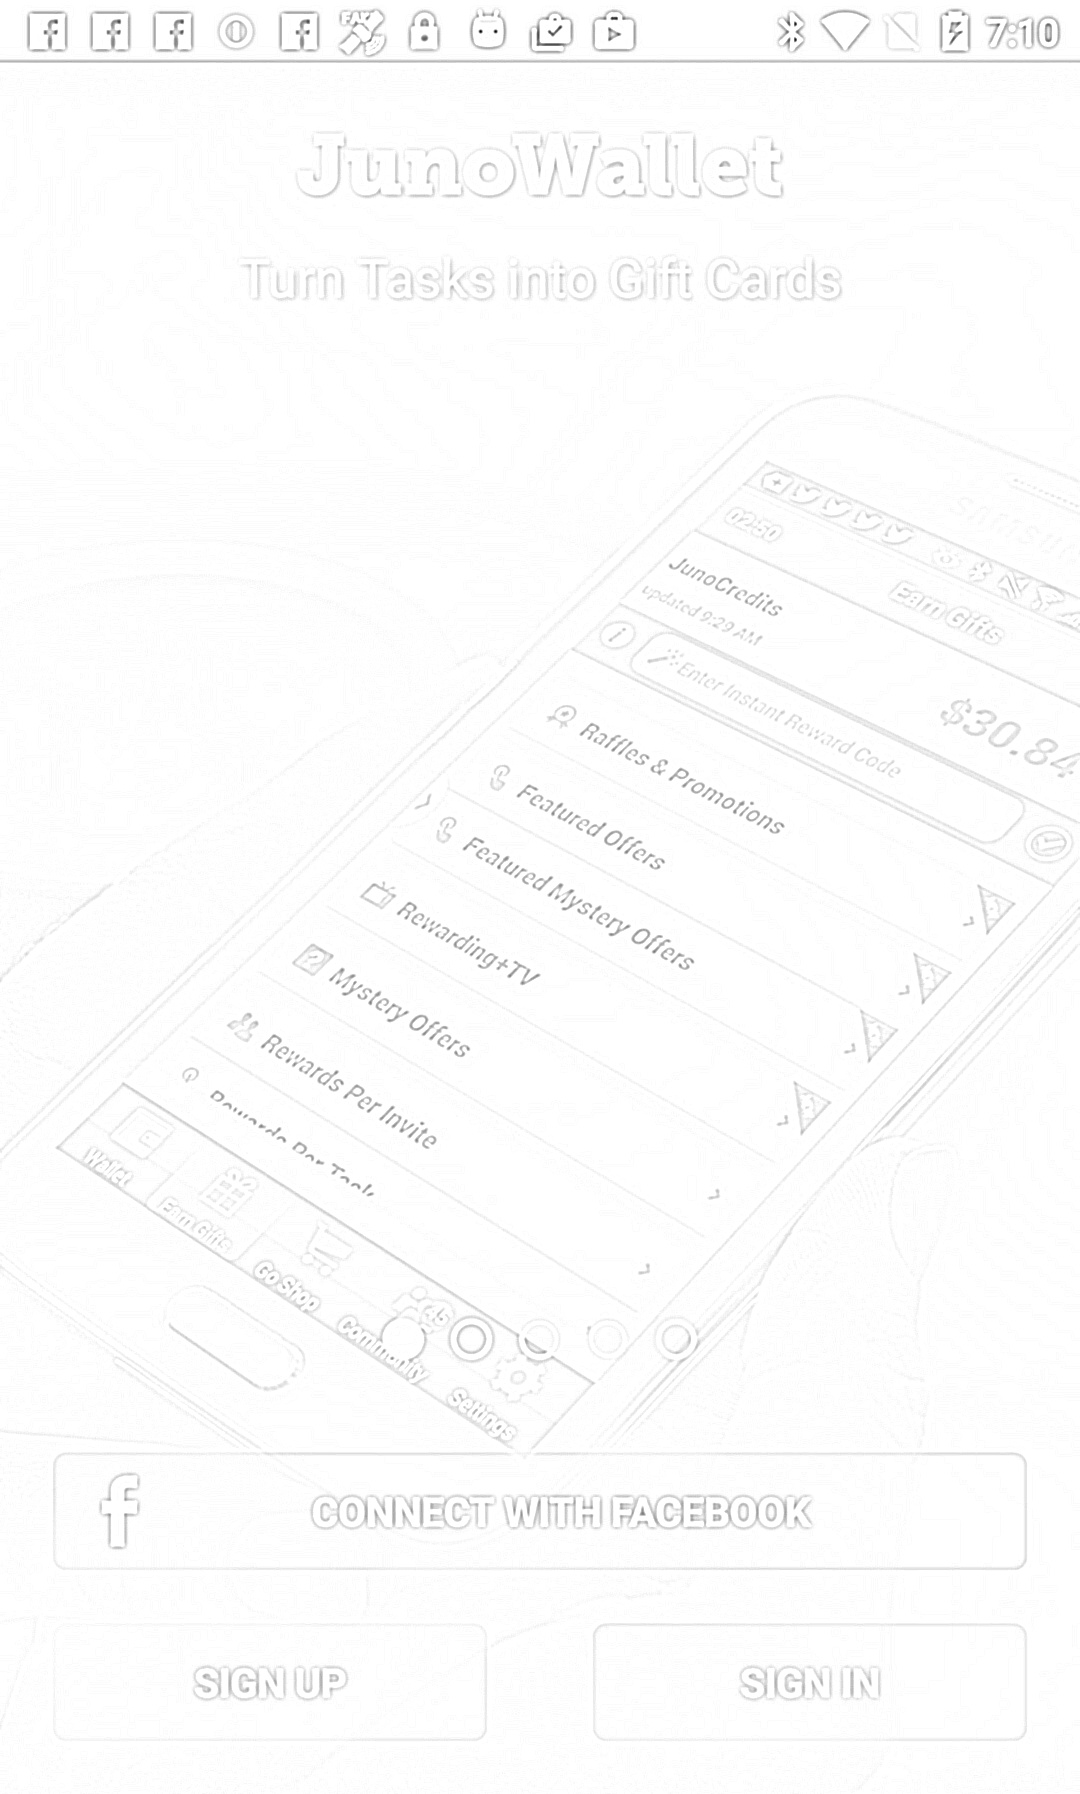 7:10
JunoWallet
Turn Tasks into Gift Cards
SAMSUNG
02:50
Earn Gifts
JunoCredits
updated 9:29 AM
$30.84
Enter Instant Reward Code
Raffles & Promotions
Featured Offers
Featured Mystery Offers
Rewarding+TV
Mystery Offers
Rewards Per Invite
Rewards Per Task
Wallet
Earn Gifts
Go Shop
45
Community
Settings
CONNECT WITH FACEBOOK
SIGN UP
SIGN IN